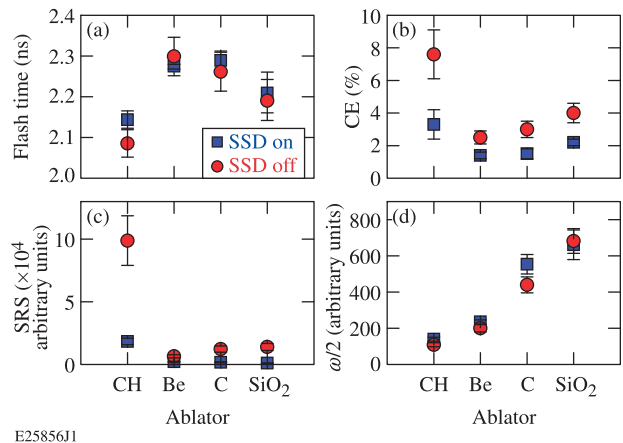 (a)
Flash time (ns)
2.4
2.3
2.2
2.1
2.0
SSD on
SSD off
(b)
CE (%)
10
8
6
4
2
0
(c)
SRS (×10⁴
arbitrary units)
10
5
0
CH Be C SiO₂
Ablator
(d)
ω/2 (arbitrary units)
800
600
400
200
0
CH Be C SiO₂
Ablator
E25856J1